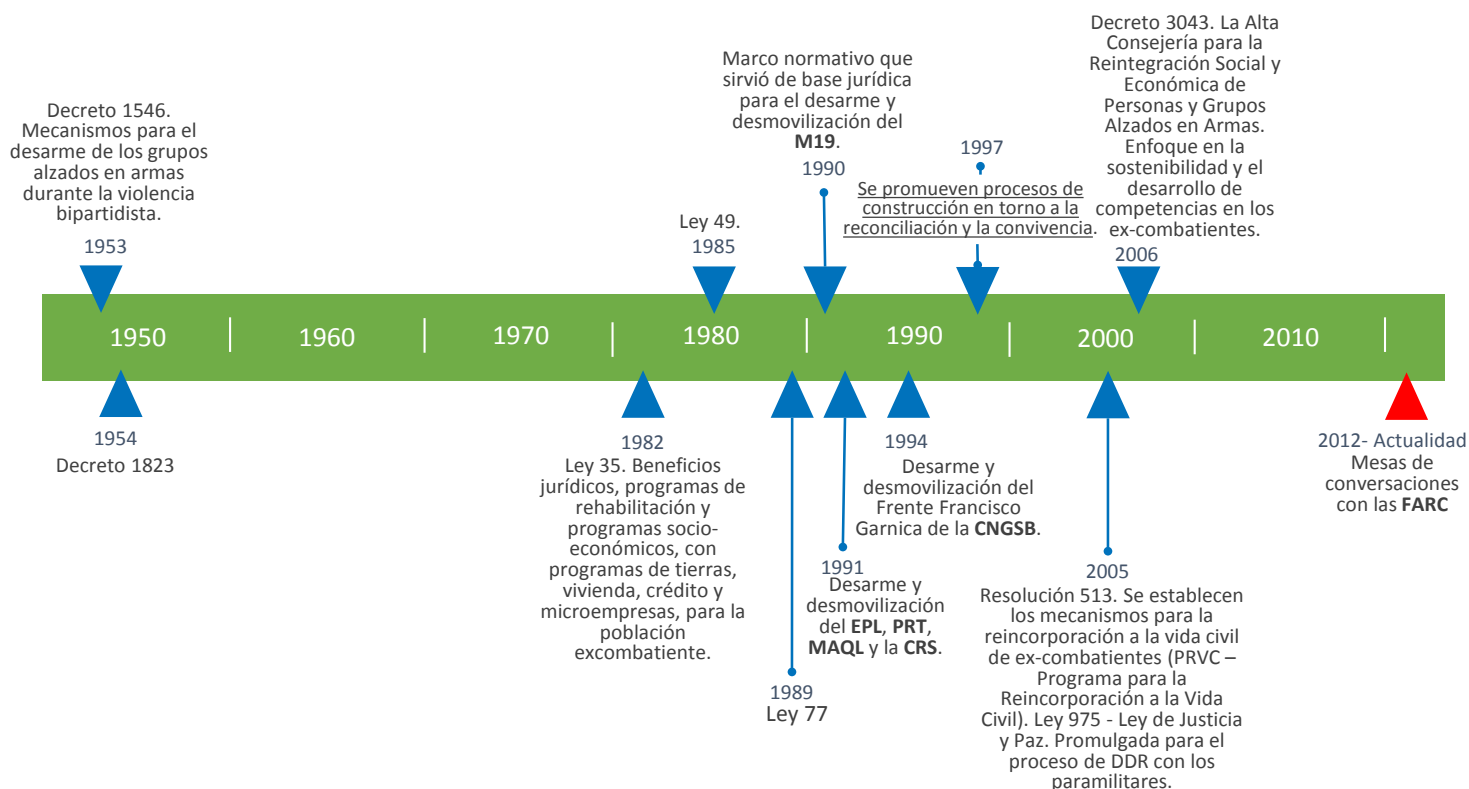 Decreto 1546.
Mecanismos para el
desarme de los grupos
alzados en armas
durante la violencia
bipartidista.
1953
Ley 49.
1985
Marco normativo que
sirvió de base jurídica
para el desarme y
desmovilización del
M19.
1990
1997
Se promueven procesos de
construcción en torno a la
reconciliación y la convivencia.
Decreto 3043. La Alta
Consejería para la
Reintegración Social y
Económica de
Personas y Grupos
Alzados en Armas.
Enfoque en la
sostenibilidad y el
desarrollo de
competencias en los
ex-combatientes.
2006
1950
1960
1970
1980
1990
2000
2010
1954
Decreto 1823
1982
Ley 35. Beneficios
jurídicos, programas de
rehabilitación y
programas socio-
económicos, con
programas de tierras,
vivienda, crédito y
microempresas, para la
población
excombatiente.
1989
Ley 77
1991
Desarme y
desmovilización
del EPL, PRT,
MAQL y la CRS.
1994
Desarme y
desmovilización del
Frente Francisco
Garnica de la CNGSB.
2005
Resolución 513. Se establecen
los mecanismos para la
reincorporación a la vida civil
de ex-combatientes (PRVC –
Programa para la
Reincorporación a la Vida
Civil). Ley 975 - Ley de Justicia
y Paz. Promulgada para el
proceso de DDR con los
paramilitares.
2012- Actualidad
Mesas de
conversaciones
con las FARC